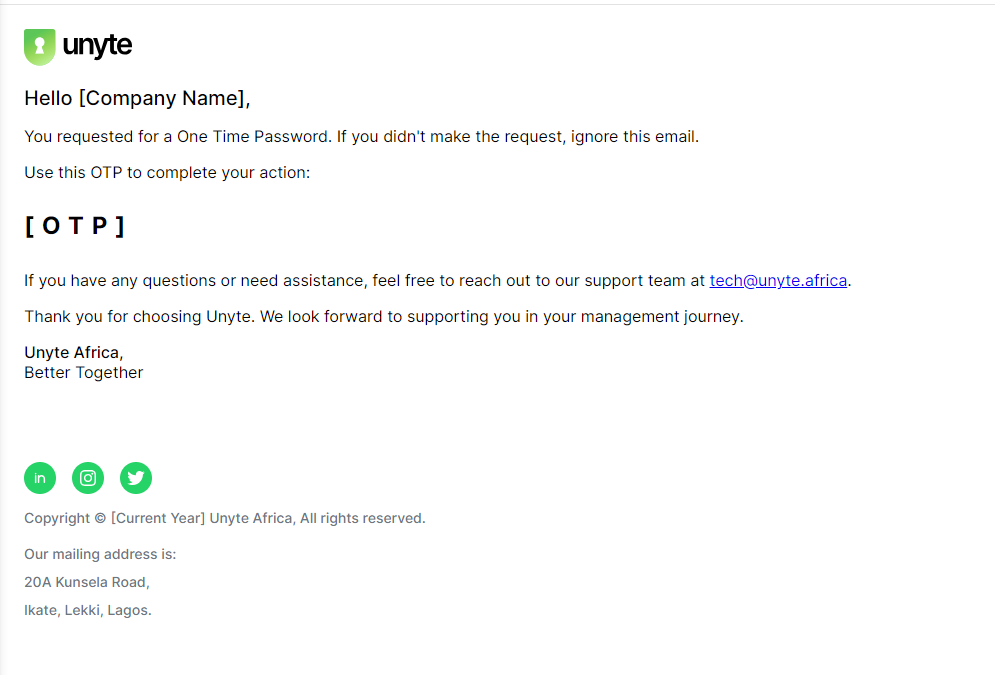 unyte
Hello [Company Name],
You requested for a One Time Password. If you didn't make the request, ignore this email.
Use this OTP to complete your action:
[ O T P ]
If you have any questions or need assistance, feel free to reach out to our support team at tech@unyte.africa.
Thank you for choosing Unyte. We look forward to supporting you in your management journey.
Unyte Africa,
Better Together
in
Copyright © [Current Year] Unyte Africa, All rights reserved.
Our mailing address is:
20A Kunsela Road,
Ikate, Lekki, Lagos.